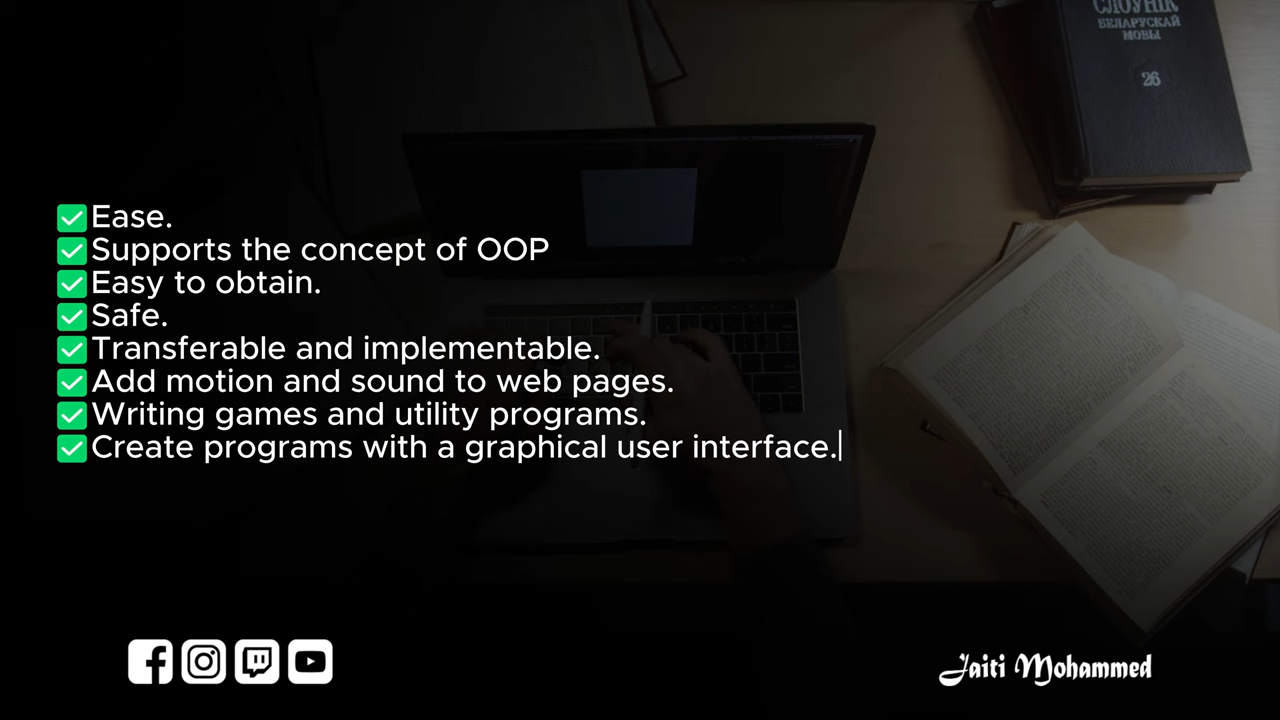 СЛОЎНІК
БЕЛАРУСКАЙ
МОВЫ
26
✅Ease.
✅Supports the concept of OOP
✅Easy to obtain.
✅Safe.
✅Transferable and implementable.
✅Add motion and sound to web pages.
✅Writing games and utility programs.
✅Create programs with a graphical user interface.
Jaiti Mohammed